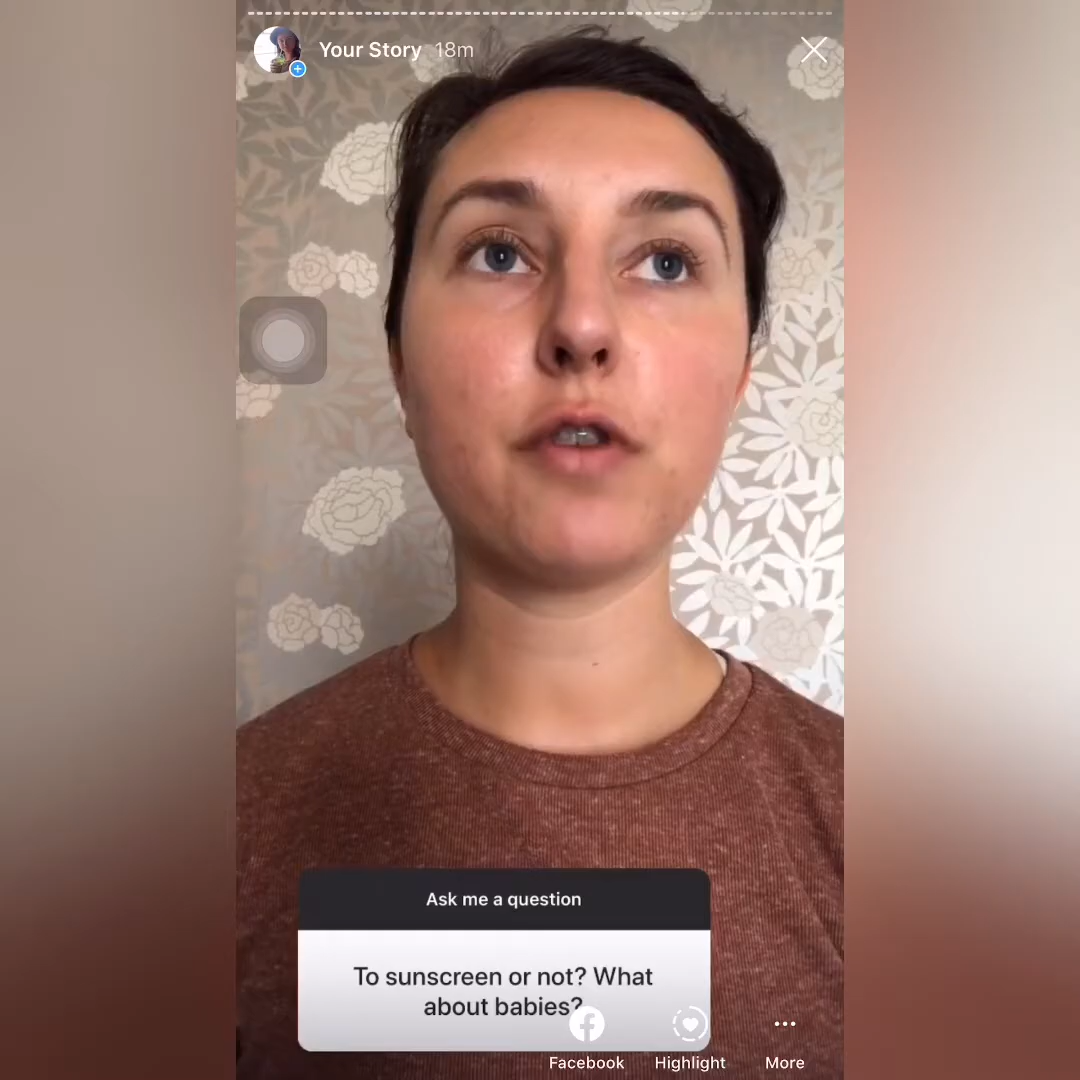 Your Story 18m
Ask me a question
To sunscreen or not? What
about babies?
Facebook Highlight More